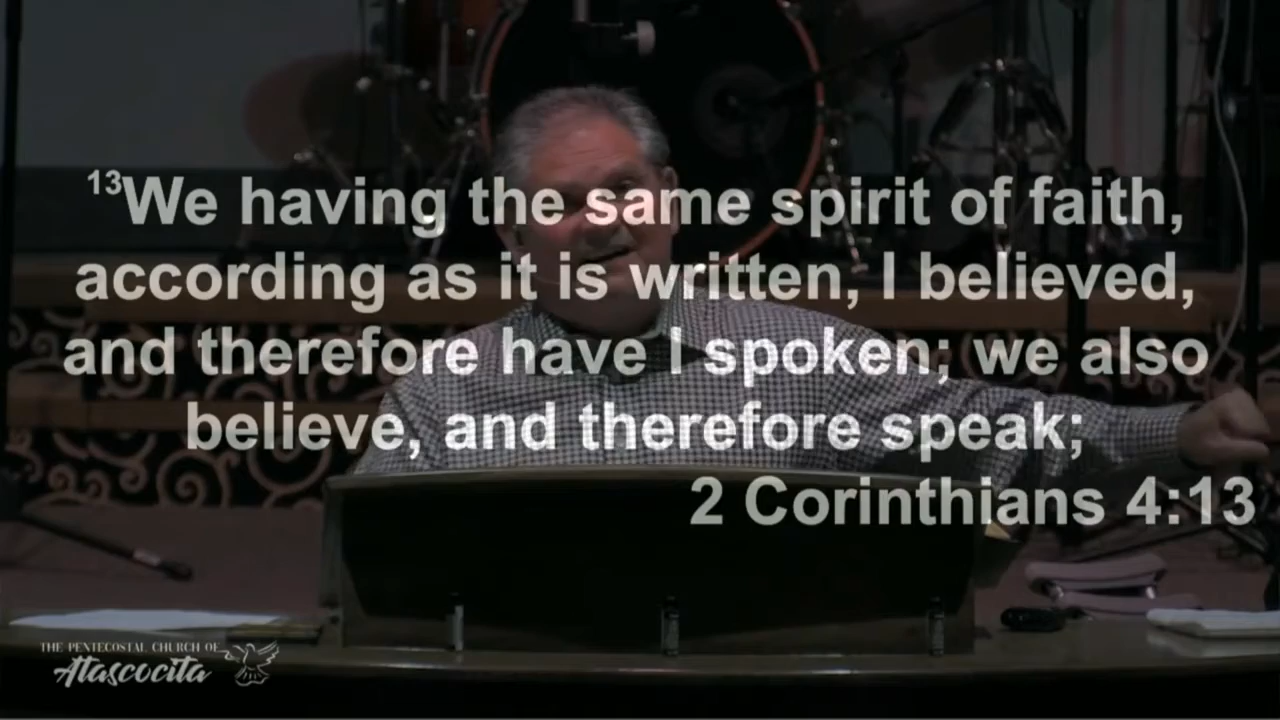 13We having the same spirit of faith,
according as it is written, I believed,
and therefore have I spoken; we also
believe, and therefore speak;
2 Corinthians 4:13
THE PENTECOSTAL CHURCH OF
Atascocita